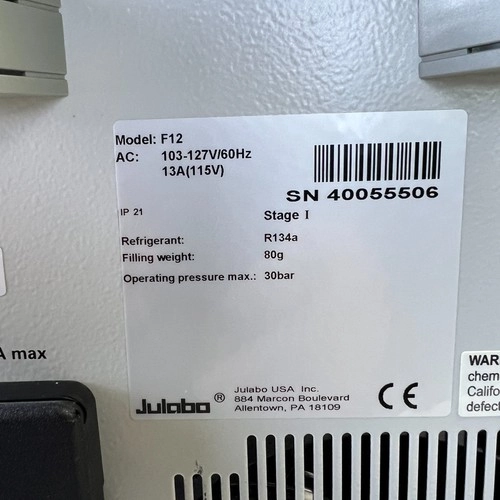 Model: F12
AC: 103-127V/60Hz
13A(115V)
SN 40055506
IP 21
Stage I
Refrigerant: R134a
Filling weight: 80g
Operating pressure max.: 30bar
A max
Julabo ®
Julabo USA Inc.
884 Marcon Boulevard
Allentown, PA 18109
CE
WAR
chem
Califo
defect